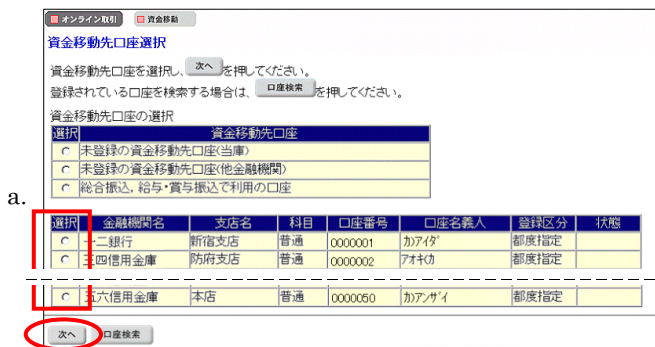 オンライン取引 資金移動
資金移動先口座選択
資金移動先口座を選択し、 次へ を押してください。
登録されている口座を検索する場合は、 口座検索 を押してください。
資金移動先口座の選択
選択 資金移動先口座
未登録の資金移動先口座(当庫)
未登録の資金移動先口座(他金融機関)
総合振込，給与・賞与振込で利用の口座
a.
選択 金融機関名 支店名 科目 口座番号 口座名義人 登録区分 状態
一二銀行 新宿支店 普通 0000001 カ)アイダ 都度指定
三四信用金庫 防府支店 普通 0000002 アオキ(カ 都度指定
五六信用金庫 本店 普通 0000050 カ)アンザイ 都度指定
次へ 口座検索